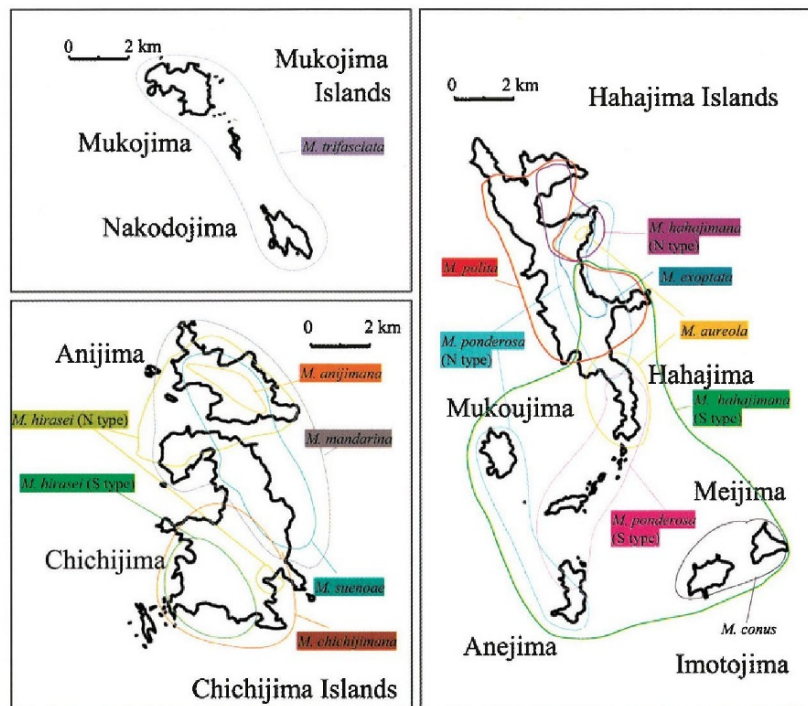 0 2 km
Mukojima
Islands
Mukojima
M. trifasciata
Nakodojima
0 2 km
Anijima
M. anijimana
M. hirasei (N type)
M. mandarina
M. hirasei (S type)
Chichijima
M. suenoae
M. chichijimana
Chichijima Islands
Hahajima Islands
0 2 km
M. hahajimana
(N type)
M. polita
M. exoptata
M. ponderosa
(N type)
M. aureola
Hahajima
M. hahajimana
(S type)
Mukoujima
Meijima
M. ponderosa
(S type)
M. conus
Anejima
Imotojima